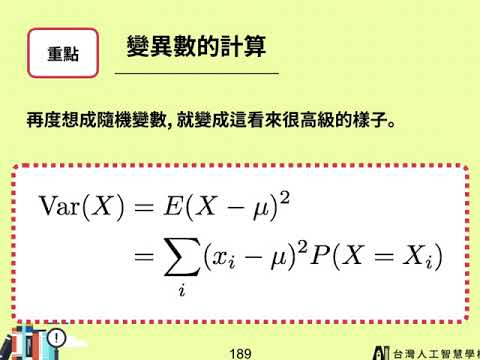 重點
變異數的計算
再度想成隨機變數, 就變成這看來很高級的樣子。
Var(X) = E(X − μ)²
= ∑ᵢ (xᵢ − μ)² P(X = Xᵢ)
189
台灣人工智慧學校